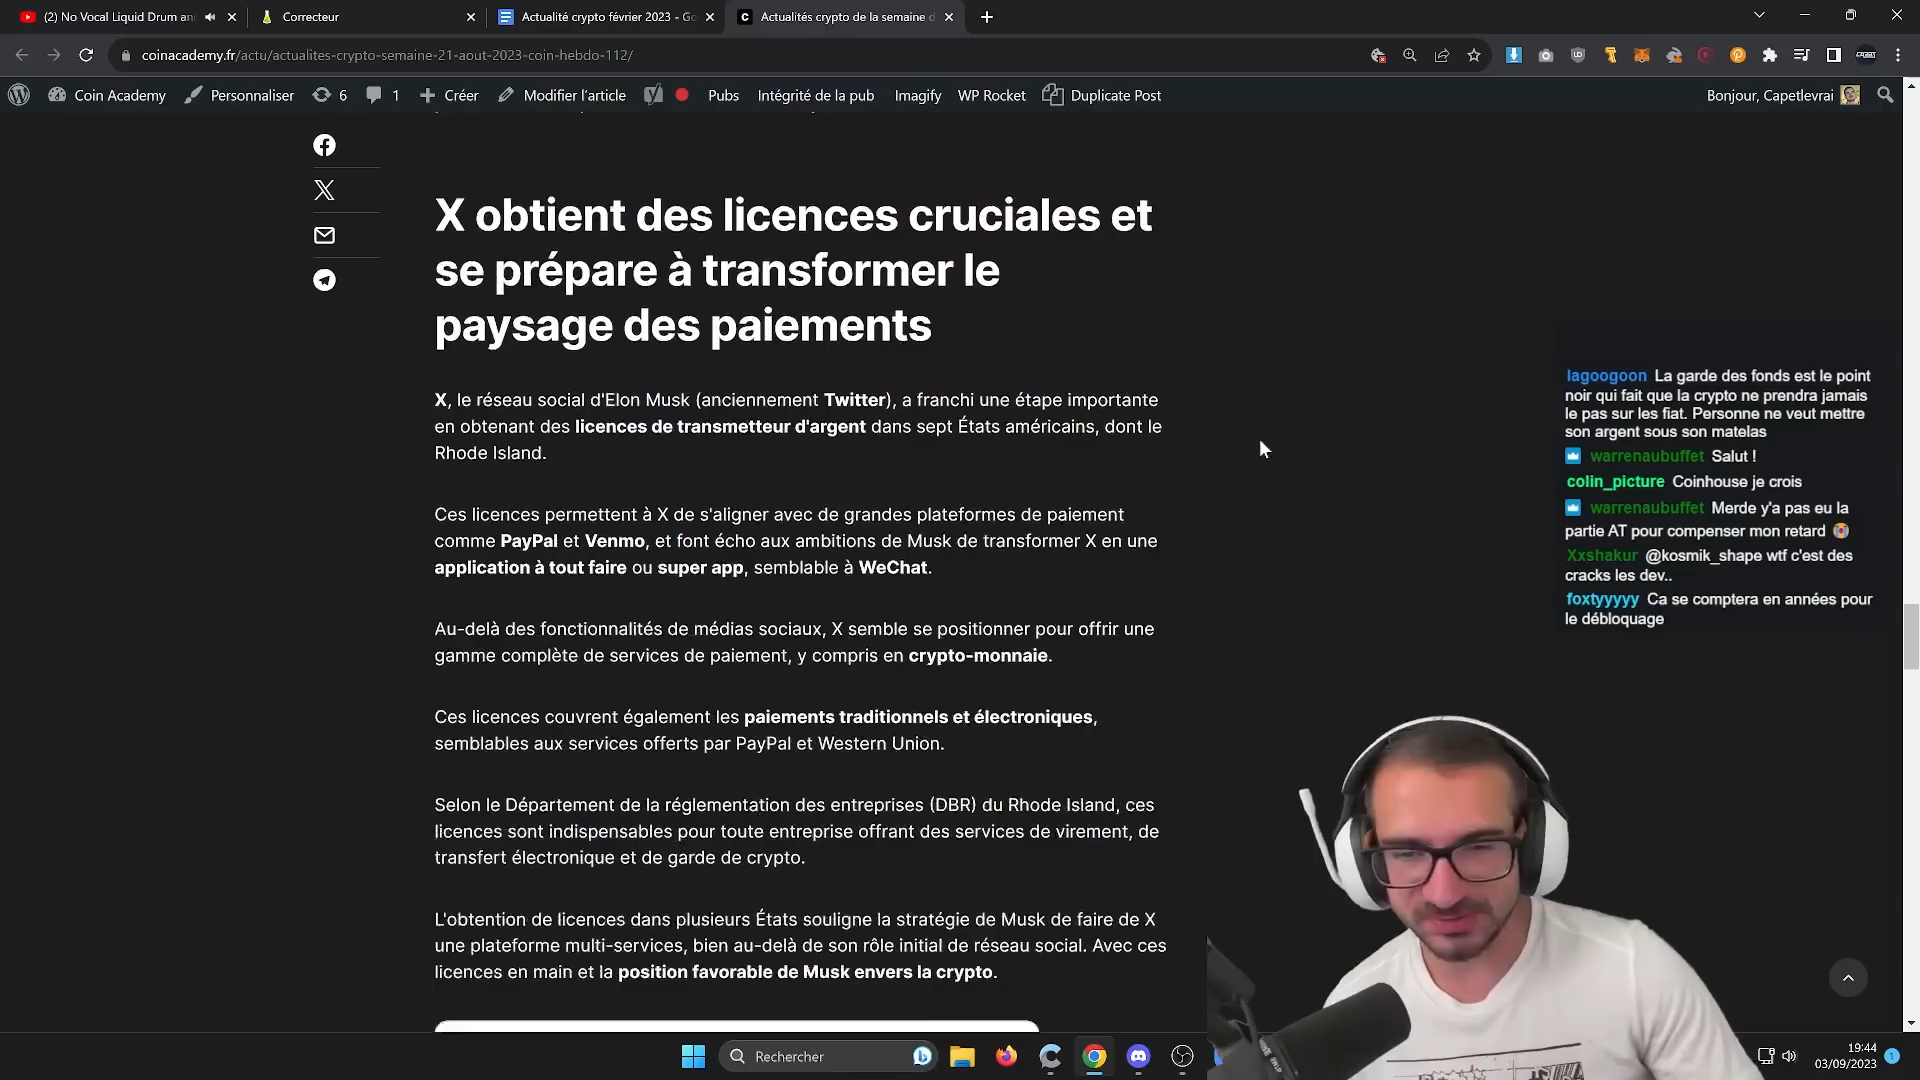 (2) No Vocal Liquid Drum an
Correcteur
Actualité crypto février 2023 - Go
Actualités crypto de la semaine d
coinacademy.fr/actu/actualites-crypto-semaine-21-aout-2023-coin-hebdo-112/
Coin Academy
Personnaliser
6
1
Créer
Modifier l'article
Pubs
Intégrité de la pub
Imagify
WP Rocket
Duplicate Post
Bonjour, Capetlevrai
X obtient des licences cruciales et
se prépare à transformer le
paysage des paiements
X, le réseau social d'Elon Musk (anciennement Twitter), a franchi une étape importante
en obtenant des licences de transmetteur d'argent dans sept États américains, dont le
Rhode Island.
Ces licences permettent à X de s'aligner avec de grandes plateformes de paiement
comme PayPal et Venmo, et font écho aux ambitions de Musk de transformer X en une
application à tout faire ou super app, semblable à WeChat.
Au-delà des fonctionnalités de médias sociaux, X semble se positionner pour offrir une
gamme complète de services de paiement, y compris en crypto-monnaie.
Ces licences couvrent également les paiements traditionnels et électroniques,
semblables aux services offerts par PayPal et Western Union.
Selon le Département de la réglementation des entreprises (DBR) du Rhode Island, ces
licences sont indispensables pour toute entreprise offrant des services de virement, de
transfert électronique et de garde de crypto.
L'obtention de licences dans plusieurs États souligne la stratégie de Musk de faire de X
une plateforme multi-services, bien au-delà de son rôle initial de réseau social. Avec ces
licences en main et la position favorable de Musk envers la crypto.
lagoogoon La garde des fonds est le point
noir qui fait que la crypto ne prendra jamais
le pas sur les fiat. Personne ne veut mettre
son argent sous son matelas
warrenaubuffet Salut !
colin_picture Coinhouse je crois
warrenaubuffet Merde y'a pas eu la
partie AT pour compenser mon retard
Xxshakur @kosmik_shape wtf c'est des
cracks les dev..
foxtyyyyy Ca se comptera en années pour
le débloquage
Rechercher
19:44
03/09/2023
1